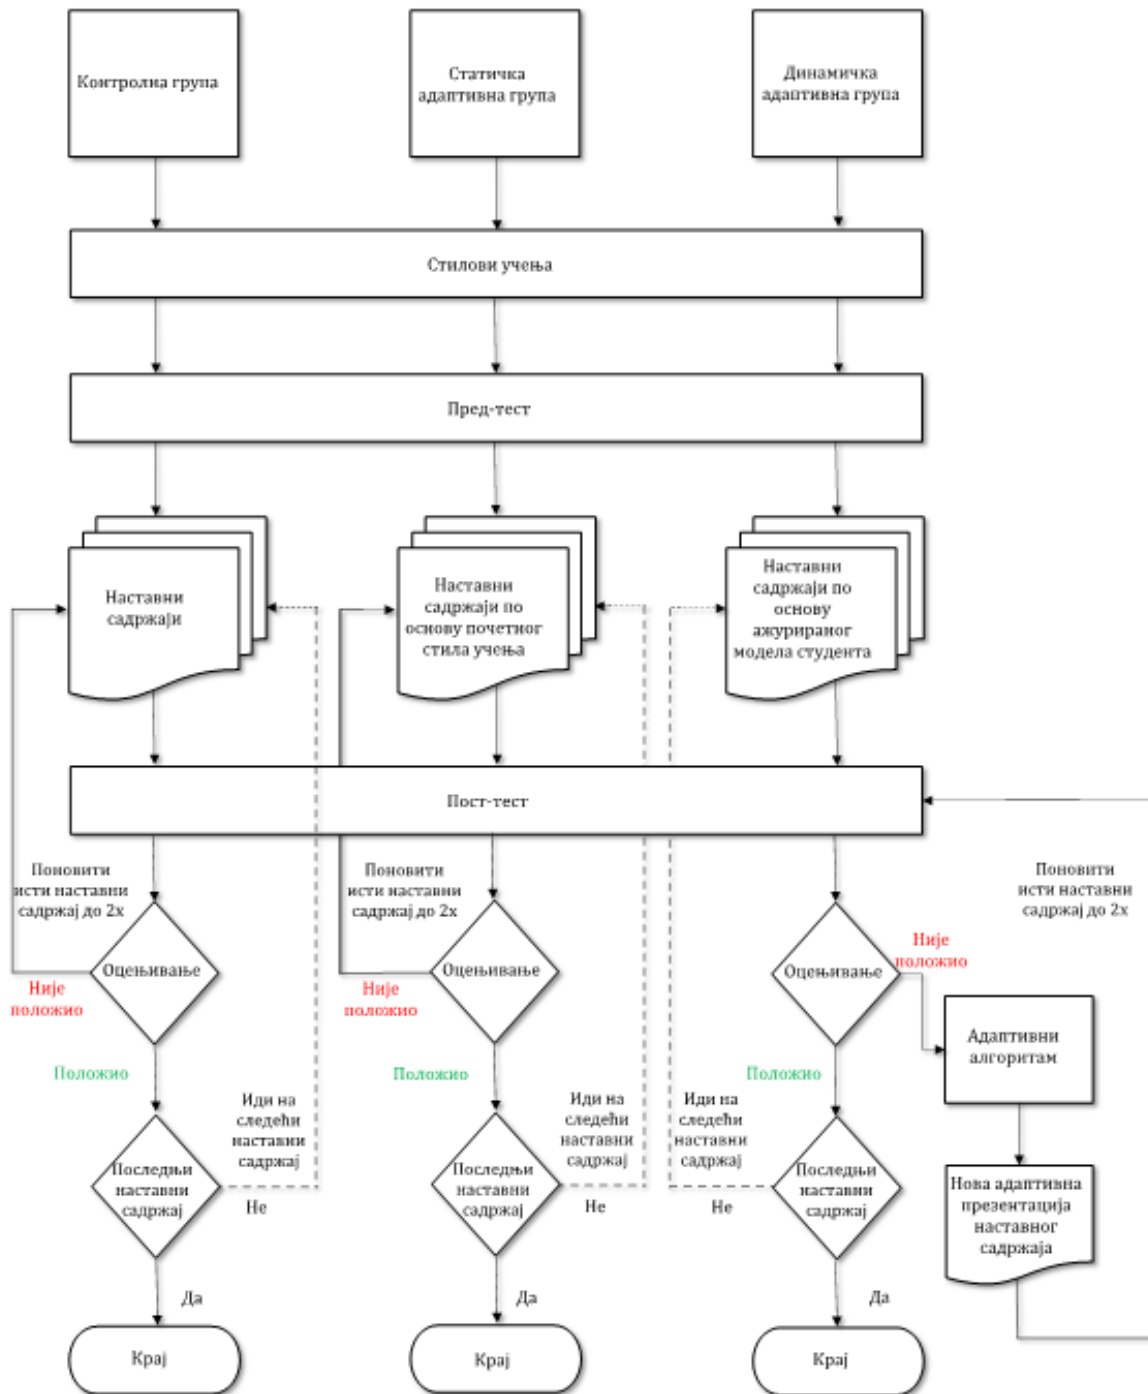 Контролна група
Статичка
адаптивна група
Динамичка
адаптивна група
Стилови учења
Пред-тест
Наставни
садржаји
Наставни
садржаји по
основу почетног
стила учења
Наставни
садржаји по
основу
ажурираног
модела студента
Пост-тест
Поновити
исти наставни
садржај до 2x
Поновити
исти наставни
садржај до 2x
Поновити
исти наставни
садржај до 2x
Оцењивање
Није
положио
Оцењивање
Није
положио
Оцењивање
Није
положио
Адаптивни
алгоритам
Положио
Положио
Положио
Иди на
следећи
наставни
садржај
Иди на
следећи
наставни
садржај
Иди на
следећи
наставни
садржај
Последњи
наставни
садржај
Не
Последњи
наставни
садржај
Не
Не
Последњи
наставни
садржај
Нова адаптивна
презентација
наставног
садржаја
Да
Да
Да
Крај
Крај
Крај